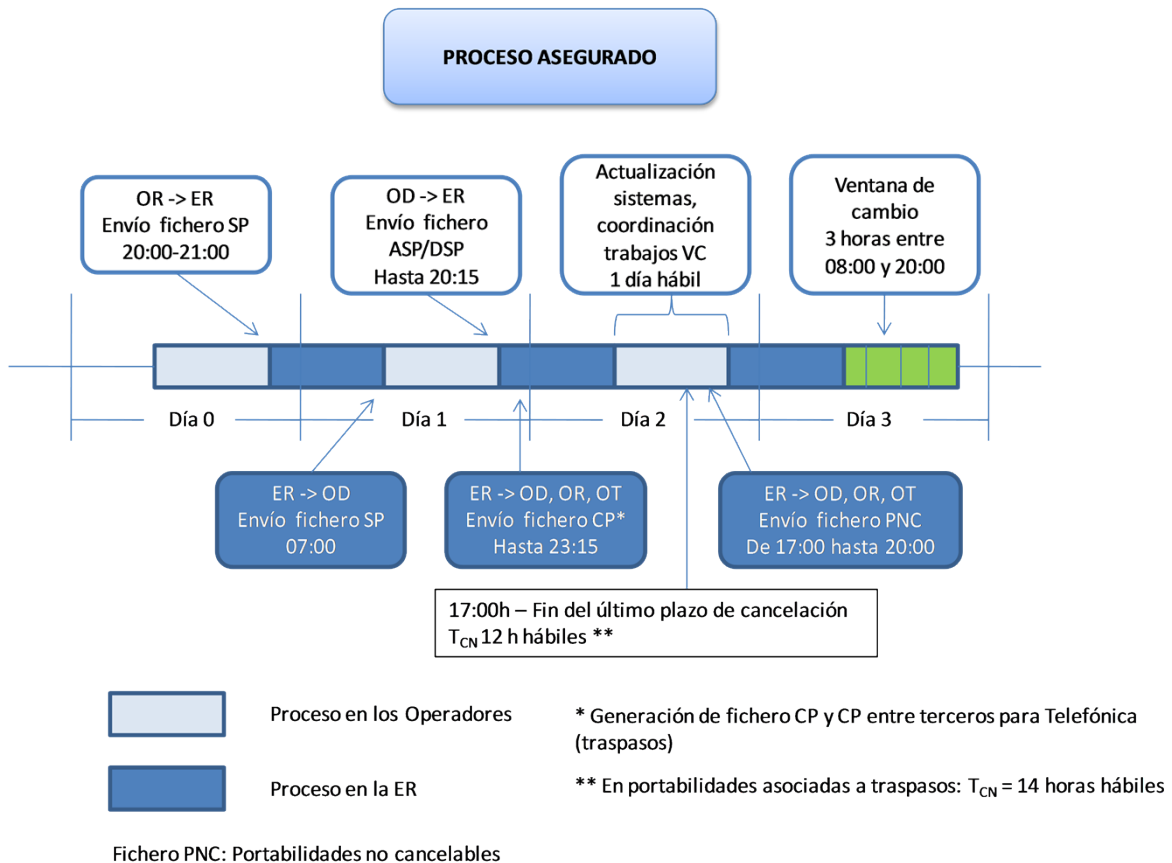 PROCESO ASEGURADO
OR -> ER
Envío fichero SP
20:00-21:00
OD -> ER
Envío fichero
ASP/DSP
Hasta 20:15
Actualización
sistemas,
coordinación
trabajos VC
1 día hábil
Ventana de
cambio
3 horas entre
08:00 y 20:00
Día 0
Día 1
Día 2
Día 3
ER -> OD
Envío fichero SP
07:00
ER -> OD, OR, OT
Envío fichero CP*
Hasta 23:15
ER -> OD, OR, OT
Envío fichero PNC
De 17:00 hasta 20:00
17:00h – Fin del último plazo de cancelación
TCN 12 h hábiles **
Proceso en los Operadores
Proceso en la ER
* Generación de fichero CP y CP entre terceros para Telefónica
(traspasos)
** En portabilidades asociadas a traspasos: TCN = 14 horas hábiles
Fichero PNC: Portabilidades no cancelables